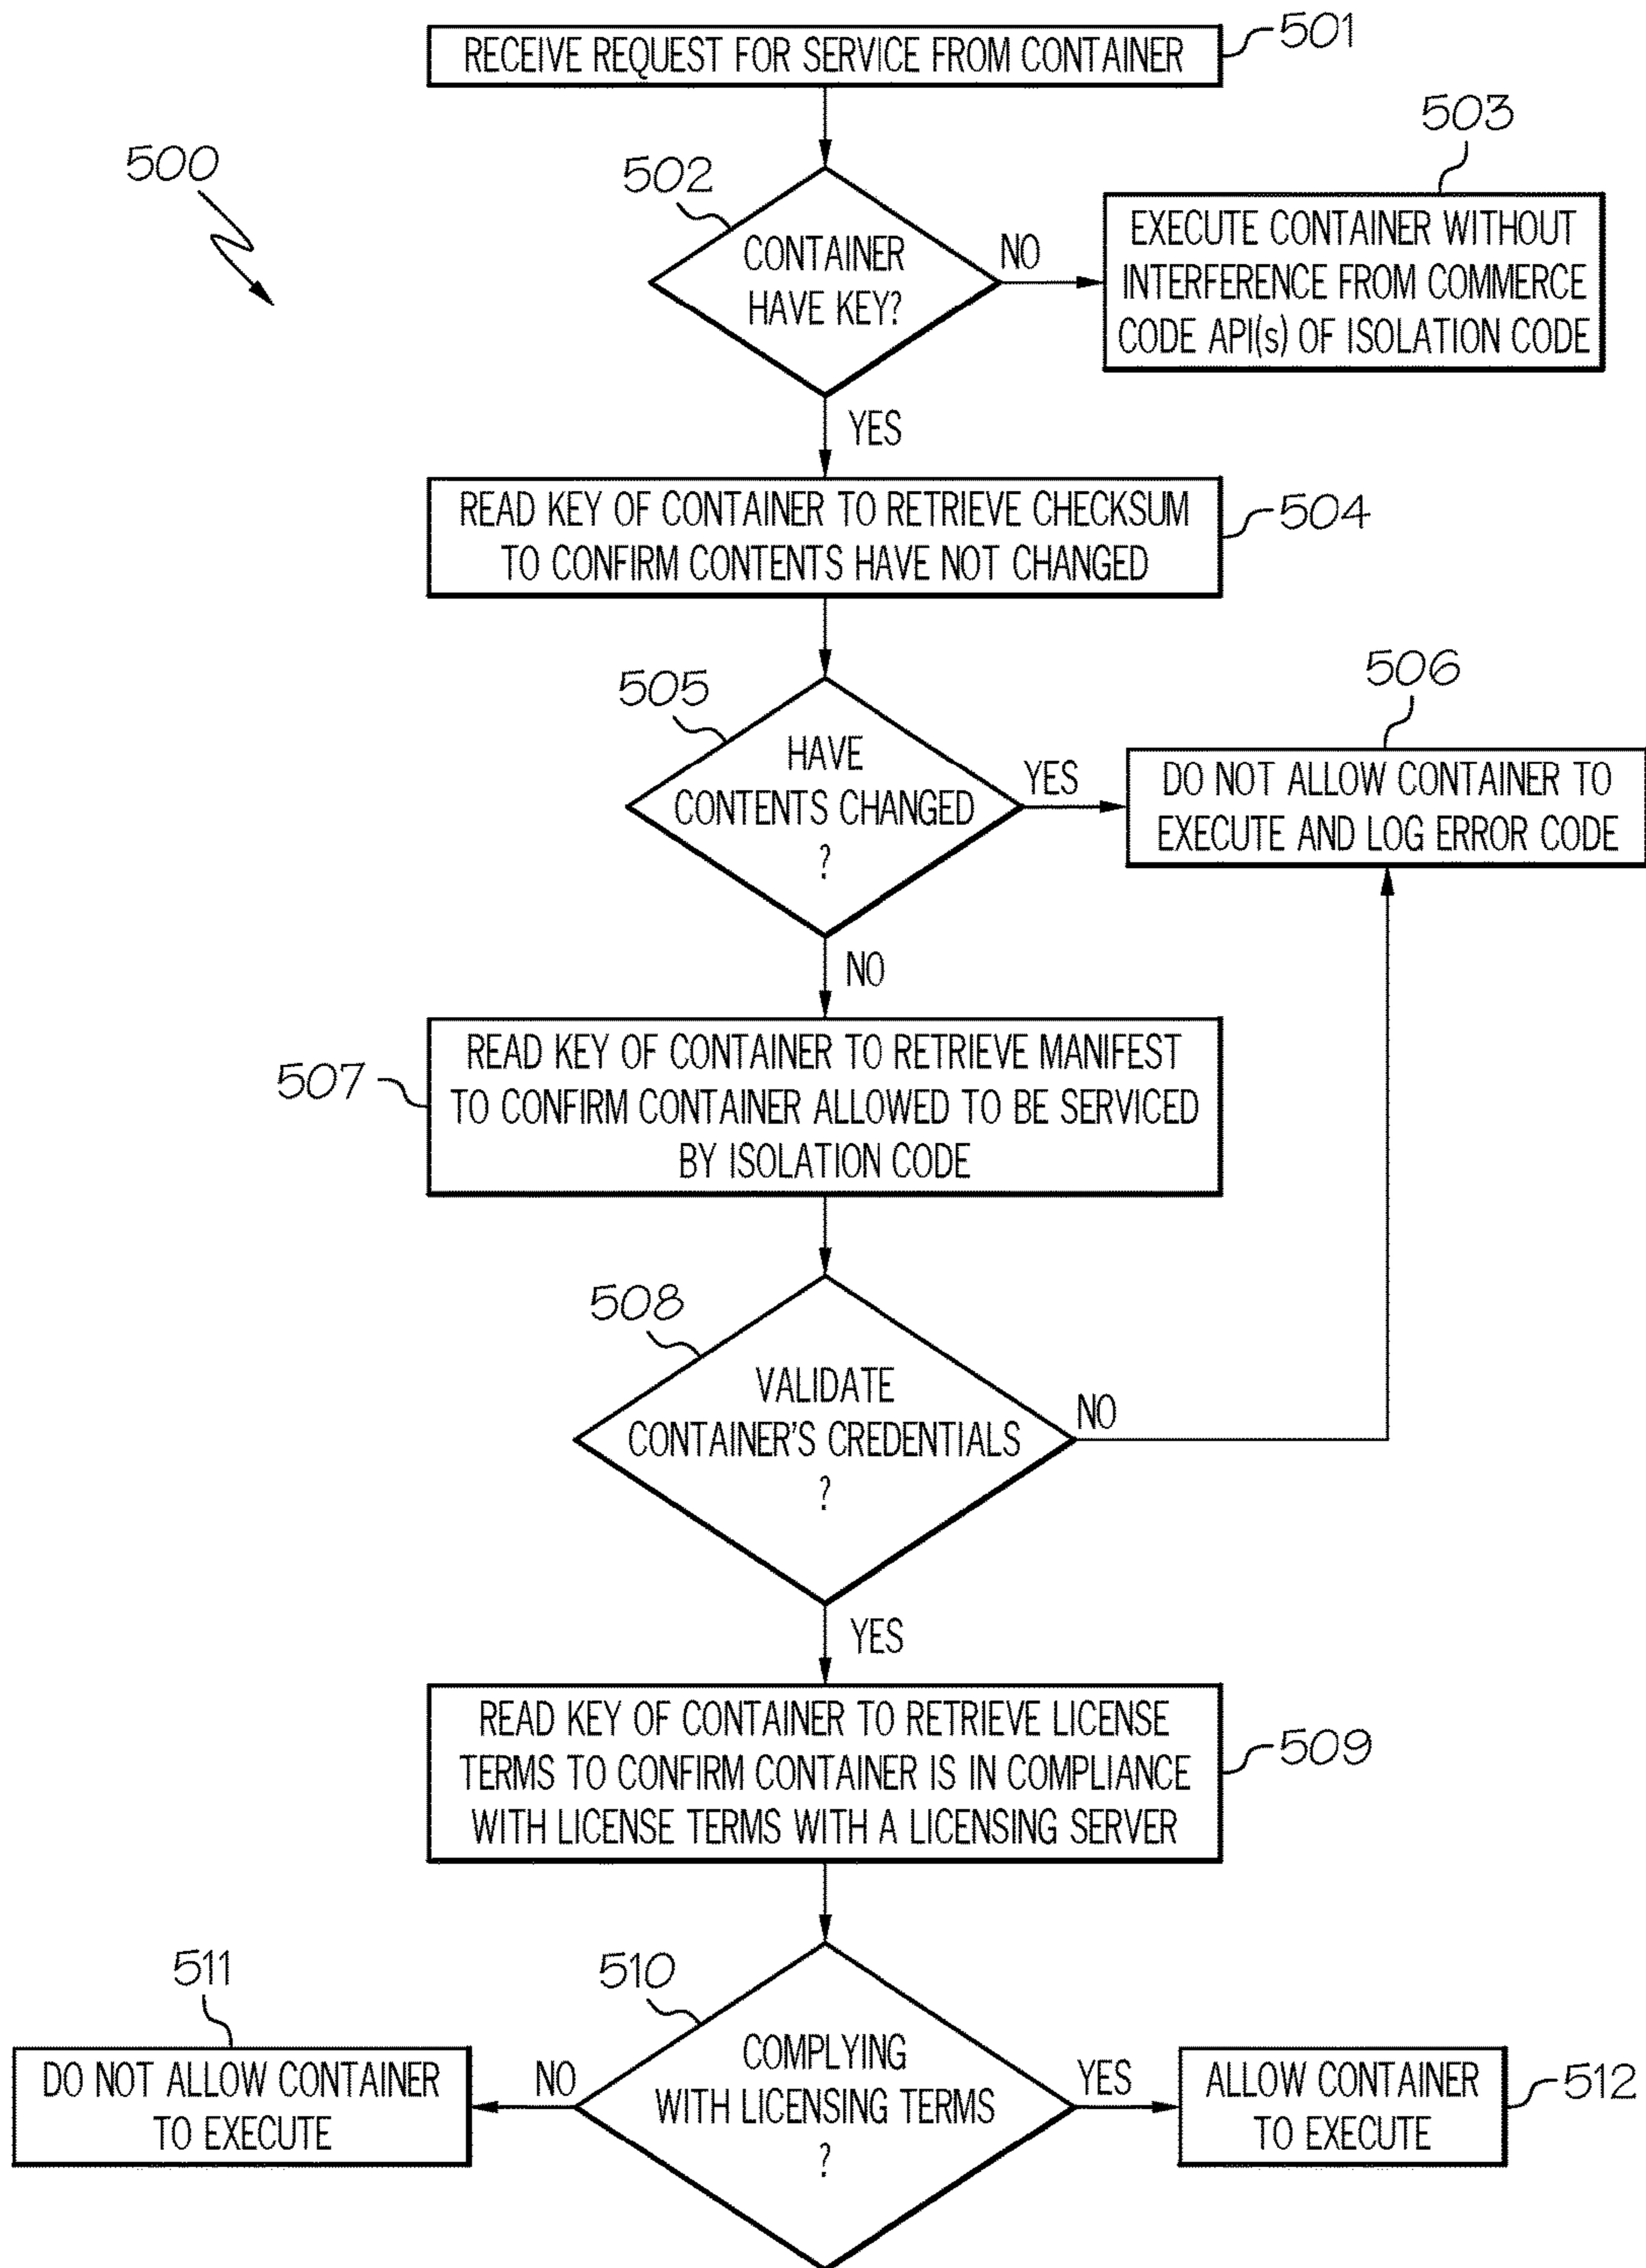 RECEIVE REQUEST FOR SERVICE FROM CONTAINER
501
500
502
CONTAINER
HAVE KEY?
NO
503
EXECUTE CONTAINER WITHOUT
INTERFERENCE FROM COMMERCE
CODE API(s) OF ISOLATION CODE
YES
READ KEY OF CONTAINER TO RETRIEVE CHECKSUM
TO CONFIRM CONTENTS HAVE NOT CHANGED
504
505
HAVE
CONTENTS CHANGED
?
YES
506
DO NOT ALLOW CONTAINER TO
EXECUTE AND LOG ERROR CODE
NO
507
READ KEY OF CONTAINER TO RETRIEVE MANIFEST
TO CONFIRM CONTAINER ALLOWED TO BE SERVICED
BY ISOLATION CODE
508
VALIDATE
CONTAINER'S CREDENTIALS
?
NO
YES
READ KEY OF CONTAINER TO RETRIEVE LICENSE
TERMS TO CONFIRM CONTAINER IS IN COMPLIANCE
WITH LICENSE TERMS WITH A LICENSING SERVER
509
510
COMPLYING
WITH LICENSING TERMS
?
NO
511
DO NOT ALLOW CONTAINER
TO EXECUTE
YES
ALLOW CONTAINER
TO EXECUTE
512